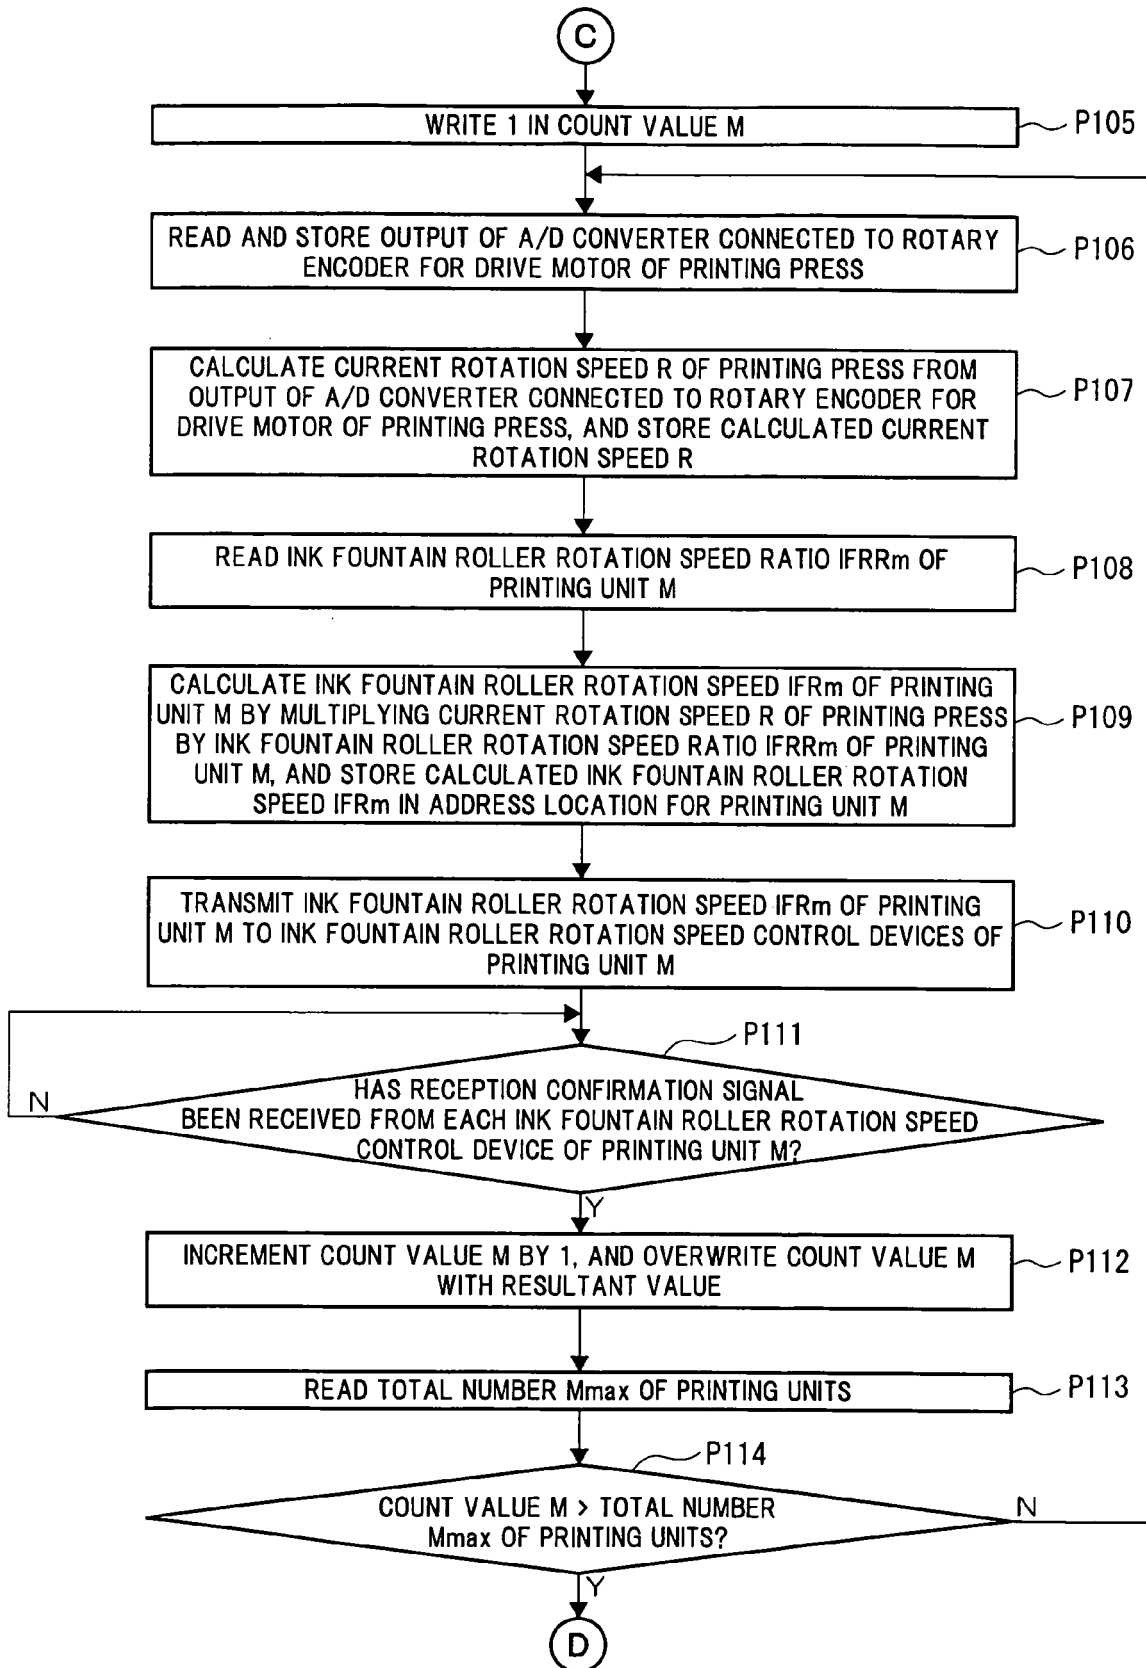 C
WRITE 1 IN COUNT VALUE M
P105
READ AND STORE OUTPUT OF A/D CONVERTER CONNECTED TO ROTARY
ENCODER FOR DRIVE MOTOR OF PRINTING PRESS
P106
CALCULATE CURRENT ROTATION SPEED R OF PRINTING PRESS FROM
OUTPUT OF A/D CONVERTER CONNECTED TO ROTARY ENCODER FOR
DRIVE MOTOR OF PRINTING PRESS, AND STORE CALCULATED CURRENT
ROTATION SPEED R
P107
READ INK FOUNTAIN ROLLER ROTATION SPEED RATIO IFRRm OF
PRINTING UNIT M
P108
CALCULATE INK FOUNTAIN ROLLER ROTATION SPEED IFRm OF PRINTING
UNIT M BY MULTIPLYING CURRENT ROTATION SPEED R OF PRINTING PRESS
BY INK FOUNTAIN ROLLER ROTATION SPEED RATIO IFRRm OF PRINTING
UNIT M, AND STORE CALCULATED INK FOUNTAIN ROLLER ROTATION
SPEED IFRm IN ADDRESS LOCATION FOR PRINTING UNIT M
P109
TRANSMIT INK FOUNTAIN ROLLER ROTATION SPEED IFRm OF PRINTING
UNIT M TO INK FOUNTAIN ROLLER ROTATION SPEED CONTROL DEVICES OF
PRINTING UNIT M
P110
P111
HAS RECEPTION CONFIRMATION SIGNAL
BEEN RECEIVED FROM EACH INK FOUNTAIN ROLLER ROTATION SPEED
CONTROL DEVICE OF PRINTING UNIT M?
N
Y
INCREMENT COUNT VALUE M BY 1, AND OVERWRITE COUNT VALUE M
WITH RESULTANT VALUE
P112
READ TOTAL NUMBER Mmax OF PRINTING UNITS
P113
P114
COUNT VALUE M > TOTAL NUMBER
Mmax OF PRINTING UNITS?
N
Y
D